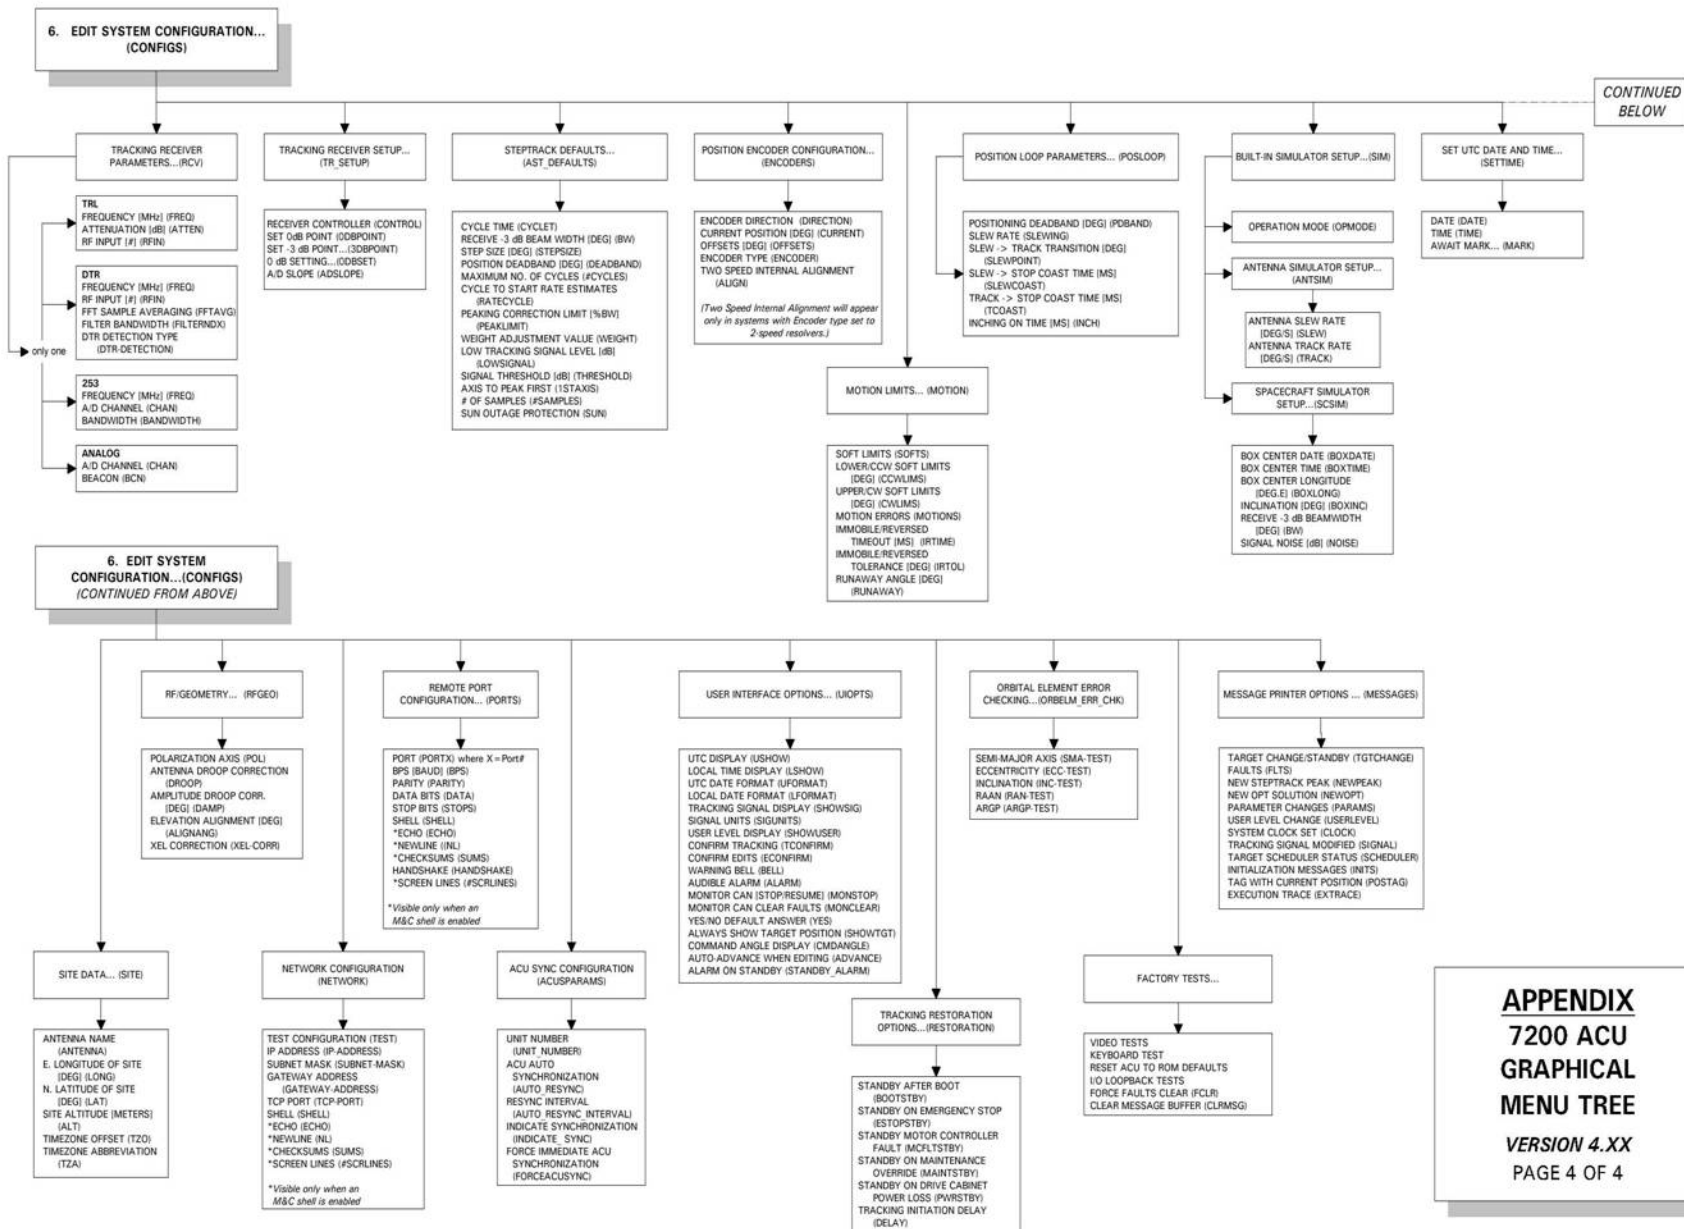 6. EDIT SYSTEM CONFIGURATION...
(CONFIGS)
CONTINUED
BELOW
TRACKING RECEIVER
PARAMETERS...(RCV)
TRL
FREQUENCY [MHz] (FREQ)
ATTENUATION [dB] (ATTEN)
RF INPUT [#] (RFIN)
DTR
FREQUENCY [MHz] (FREQ)
RF INPUT [#] (RFIN)
FFT SAMPLE AVERAGING (FFTAVG)
FILTER BANDWIDTH (FILTERNDX)
DTR DETECTION TYPE
(DTR-DETECTION)
only one
253
FREQUENCY [MHz] (FREQ)
A/D CHANNEL (CHAN)
BANDWIDTH (BANDWIDTH)
ANALOG
A/D CHANNEL (CHAN)
BEACON (BCN)
TRACKING RECEIVER SETUP...
(TR_SETUP)
RECEIVER CONTROLLER (CONTROL)
SET 0dB POINT (0DBPOINT)
SET -3 dB POINT...(3DBPOINT)
0 dB SETTING...(0DBSET)
A/D SLOPE (ADSLOPE)
STEPTRACK DEFAULTS...
(AST_DEFAULTS)
CYCLE TIME (CYCLET)
RECEIVE -3 dB BEAM WIDTH [DEG] (BW)
STEP SIZE [DEG] (STEPSIZE)
POSITION DEADBAND [DEG] (DEADBAND)
MAXIMUM NO. OF CYCLES (#CYCLES)
CYCLE TO START RATE ESTIMATES
(RATECYCLE)
PEAKING CORRECTION LIMIT [%BW]
(PEAKLIMIT)
WEIGHT ADJUSTMENT VALUE (WEIGHT)
LOW TRACKING SIGNAL LEVEL [dB]
(LOWSIGNAL)
SIGNAL THRESHOLD [dB] (THRESHOLD)
AXIS TO PEAK FIRST (1STAXIS)
# OF SAMPLES (#SAMPLES)
SUN OUTAGE PROTECTION (SUN)
POSITION ENCODER CONFIGURATION...
(ENCODERS)
ENCODER DIRECTION (DIRECTION)
CURRENT POSITION [DEG] (CURRENT)
OFFSETS [DEG] (OFFSETS)
ENCODER TYPE (ENCODER)
TWO SPEED INTERNAL ALIGNMENT
(ALIGN)
(Two Speed Internal Alignment will appear
only in systems with Encoder type set to
2-speed resolvers.)
MOTION LIMITS... (MOTION)
SOFT LIMITS (SOFTS)
LOWER/CCW SOFT LIMITS
[DEG] (CCWLIMS)
UPPER/CW SOFT LIMITS
[DEG] (CWLIMS)
MOTION ERRORS (MOTIONS)
IMMOBILE/REVERSED
TIMEOUT [MS] (IRTIME)
IMMOBILE/REVERSED
TOLERANCE [DEG] (IRTOL)
RUNAWAY ANGLE [DEG]
(RUNAWAY)
POSITION LOOP PARAMETERS... (POSLOOP)
POSITIONING DEADBAND [DEG] (PDBAND)
SLEW RATE (SLEWING)
SLEW -> TRACK TRANSITION [DEG]
(SLEWPOINT)
SLEW -> STOP COAST TIME [MS]
(SLEWCOAST)
TRACK -> STOP COAST TIME [MS]
(TCOAST)
INCHING ON TIME [MS] (INCH)
BUILT-IN SIMULATOR SETUP...(SIM)
OPERATION MODE (OPMODE)
ANTENNA SIMULATOR SETUP...
(ANTSIM)
ANTENNA SLEW RATE
[DEG/S] (SLEW)
ANTENNA TRACK RATE
[DEG/S] (TRACK)
SPACECRAFT SIMULATOR
SETUP...(SCSIM)
BOX CENTER DATE (BOXDATE)
BOX CENTER TIME (BOXTIME)
BOX CENTER LONGITUDE
[DEG.E] (BOXLONG)
INCLINATION [DEG] (BOXINC)
RECEIVE -3 dB BEAMWIDTH
[DEG] (BW)
SIGNAL NOISE [dB] (NOISE)
SET UTC DATE AND TIME...
(SETTIME)
DATE (DATE)
TIME (TIME)
AWAIT MARK... (MARK)
6. EDIT SYSTEM
CONFIGURATION...(CONFIGS)
(CONTINUED FROM ABOVE)
SITE DATA... (SITE)
ANTENNA NAME
(ANTENNA)
E. LONGITUDE OF SITE
[DEG] (LONG)
N. LATITUDE OF SITE
[DEG] (LAT)
SITE ALTITUDE [METERS]
(ALT)
TIMEZONE OFFSET (TZO)
TIMEZONE ABBREVIATION
(TZA)
RF/GEOMETRY... (RFGEO)
POLARIZATION AXIS (POL)
ANTENNA DROOP CORRECTION
(DROOP)
AMPLITUDE DROOP CORR.
[DEG] (DAMP)
ELEVATION ALIGNMENT [DEG]
(ALIGNANG)
XEL CORRECTION (XEL-CORR)
NETWORK CONFIGURATION
(NETWORK)
TEST CONFIGURATION (TEST)
IP ADDRESS (IP-ADDRESS)
SUBNET MASK (SUBNET-MASK)
GATEWAY ADDRESS
(GATEWAY-ADDRESS)
TCP PORT (TCP-PORT)
SHELL (SHELL)
*ECHO (ECHO)
*NEWLINE (NL)
*CHECKSUMS (SUMS)
*SCREEN LINES (#SCRLINES)
*Visible only when an
M&C shell is enabled
REMOTE PORT
CONFIGURATION... (PORTS)
PORT (PORTX) where X=Port#
BPS [BAUD] (BPS)
PARITY (PARITY)
DATA BITS (DATA)
STOP BITS (STOPS)
SHELL (SHELL)
*ECHO (ECHO)
*NEWLINE ((NL)
*CHECKSUMS (SUMS)
HANDSHAKE (HANDSHAKE)
*SCREEN LINES (#SCRLINES)
*Visible only when an
M&C shell is enabled
ACU SYNC CONFIGURATION
(ACUSPARAMS)
UNIT NUMBER
(UNIT_NUMBER)
ACU AUTO
SYNCHRONIZATION
(AUTO_RESYNC)
RESYNC INTERVAL
(AUTO_RESYNC_INTERVAL)
INDICATE SYNCHRONIZATION
(INDICATE_SYNC)
FORCE IMMEDIATE ACU
SYNCHRONIZATION
(FORCEACUSYNC)
USER INTERFACE OPTIONS... (UIOPTS)
UTC DISPLAY (USHOW)
LOCAL TIME DISPLAY (LSHOW)
UTC DATE FORMAT (UFORMAT)
LOCAL DATE FORMAT (LFORMAT)
TRACKING SIGNAL DISPLAY (SHOWSIG)
SIGNAL UNITS (SIGUNITS)
USER LEVEL DISPLAY (SHOWUSER)
CONFIRM TRACKING (TCONFIRM)
CONFIRM EDITS (ECONFIRM)
WARNING BELL (BELL)
AUDIBLE ALARM (ALARM)
MONITOR CAN [STOP/RESUME] (MONSTOP)
MONITOR CAN CLEAR FAULTS (MONCLEAR)
YES/NO DEFAULT ANSWER (YES)
ALWAYS SHOW TARGET POSITION (SHOWTGT)
COMMAND ANGLE DISPLAY (CMDANGLE)
AUTO-ADVANCE WHEN EDITING (ADVANCE)
ALARM ON STANDBY (STANDBY_ALARM)
TRACKING RESTORATION
OPTIONS...(RESTORATION)
STANDBY AFTER BOOT
(BOOTSTBY)
STANDBY ON EMERGENCY STOP
(ESTOPSTBY)
STANDBY MOTOR CONTROLLER
FAULT (MCFLTSTBY)
STANDBY ON MAINTENANCE
OVERRIDE (MAINTSTBY)
STANDBY ON DRIVE CABINET
POWER LOSS (PWRSTBY)
TRACKING INITIATION DELAY
(DELAY)
ORBITAL ELEMENT ERROR
CHECKING...(ORBELM_ERR_CHK)
SEMI-MAJOR AXIS (SMA-TEST)
ECCENTRICITY (ECC-TEST)
INCLINATION (INC-TEST)
RAAN (RAN-TEST)
ARGP (ARGP-TEST)
FACTORY TESTS...
VIDEO TESTS
KEYBOARD TEST
RESET ACU TO ROM DEFAULTS
I/O LOOPBACK TESTS
FORCE FAULTS CLEAR (FCLR)
CLEAR MESSAGE BUFFER (CLRMSG)
MESSAGE PRINTER OPTIONS ... (MESSAGES)
TARGET CHANGE/STANDBY (TGTCHANGE)
FAULTS (FLTS)
NEW STEPTRACK PEAK (NEWPEAK)
NEW OPT SOLUTION (NEWOPT)
PARAMETER CHANGES (PARAMS)
USER LEVEL CHANGE (USERLEVEL)
SYSTEM CLOCK SET (CLOCK)
TRACKING SIGNAL MODIFIED (SIGNAL)
TARGET SCHEDULER STATUS (SCHEDULER)
INITIALIZATION MESSAGES (INITS)
TAG WITH CURRENT POSITION (POSTAG)
EXECUTION TRACE (EXTRACE)
APPENDIX
7200 ACU
GRAPHICAL
MENU TREE
VERSION 4.XX
PAGE 4 OF 4